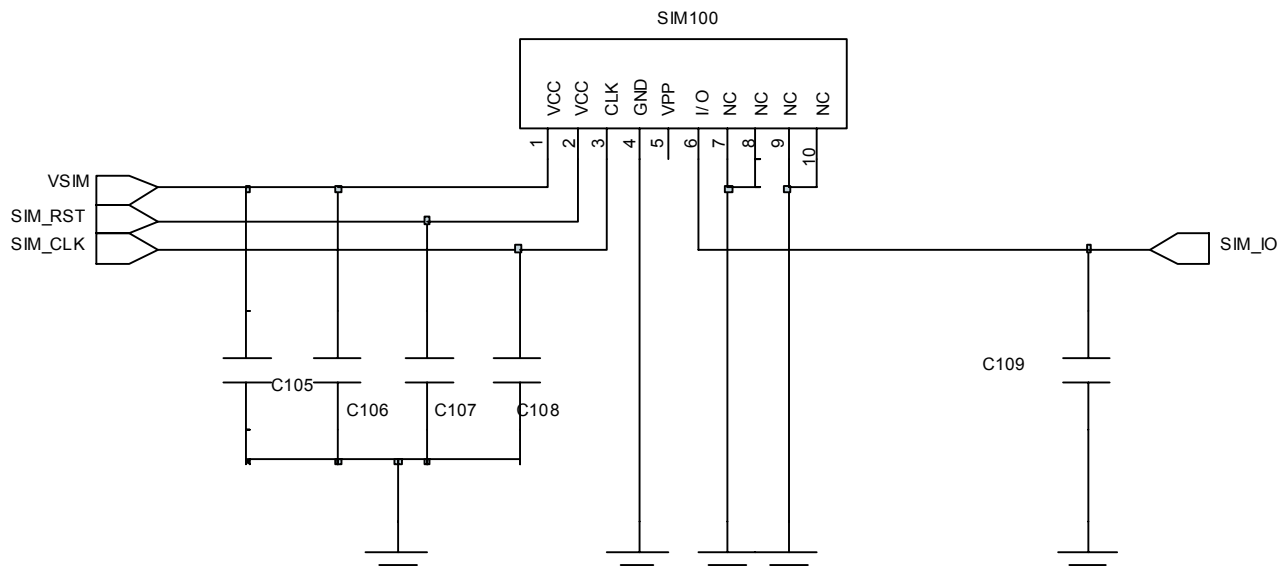 SIM100
VCC
VCC
CLK
GND
VPP
I/O
NC
NC
NC
NC
1
2
3
4
5
6
7
8
9
10
VSIM
SIM_RST
SIM_CLK
SIM_IO
C105
C106
C107
C108
C109